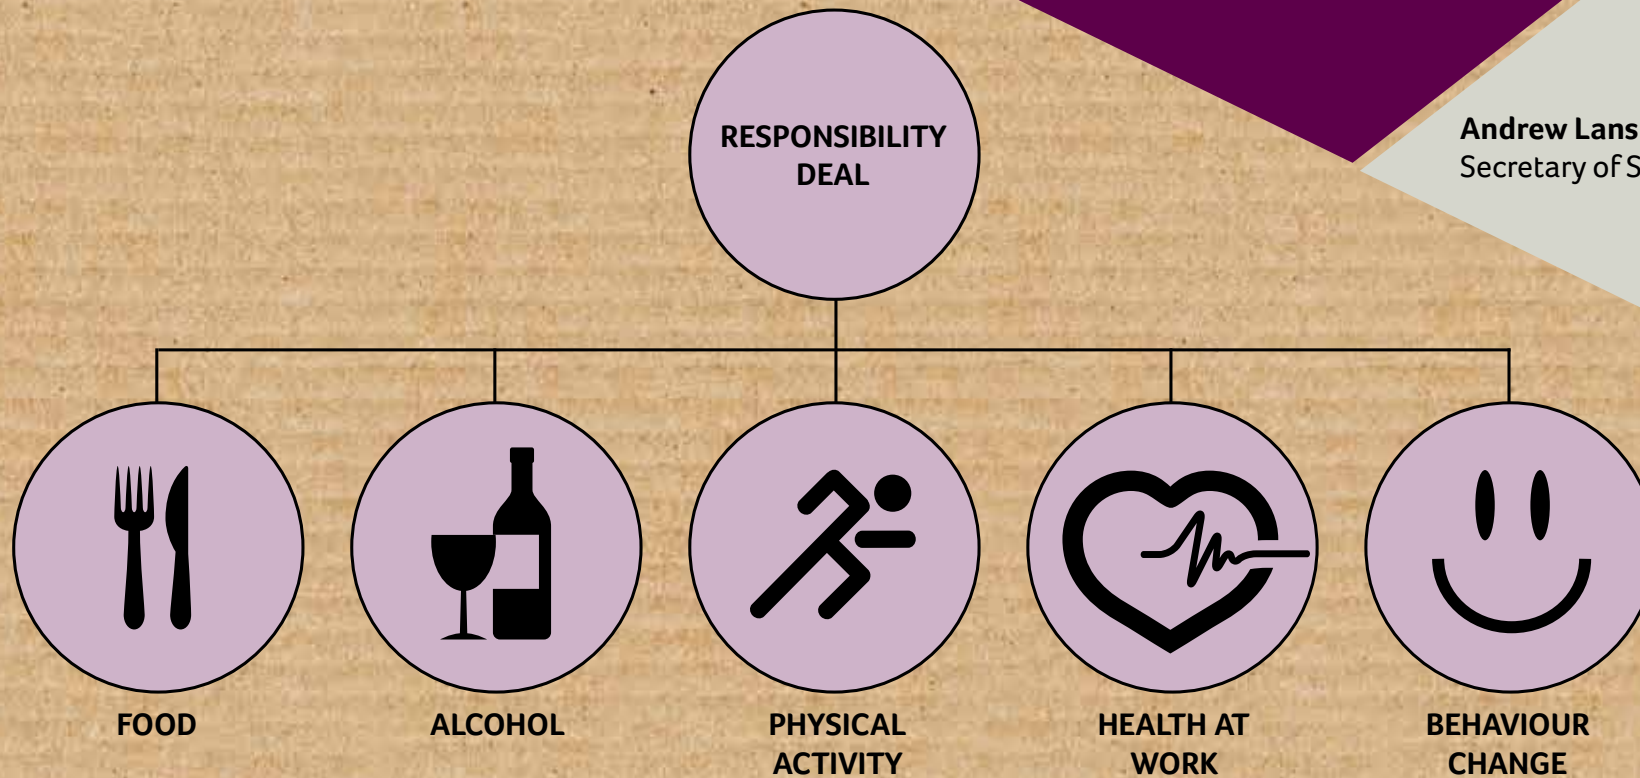 RESPONSIBILITY
DEAL
Andrew Lans
Secretary of S
FOOD
ALCOHOL
PHYSICAL
ACTIVITY
HEALTH AT
WORK
BEHAVIOUR
CHANGE